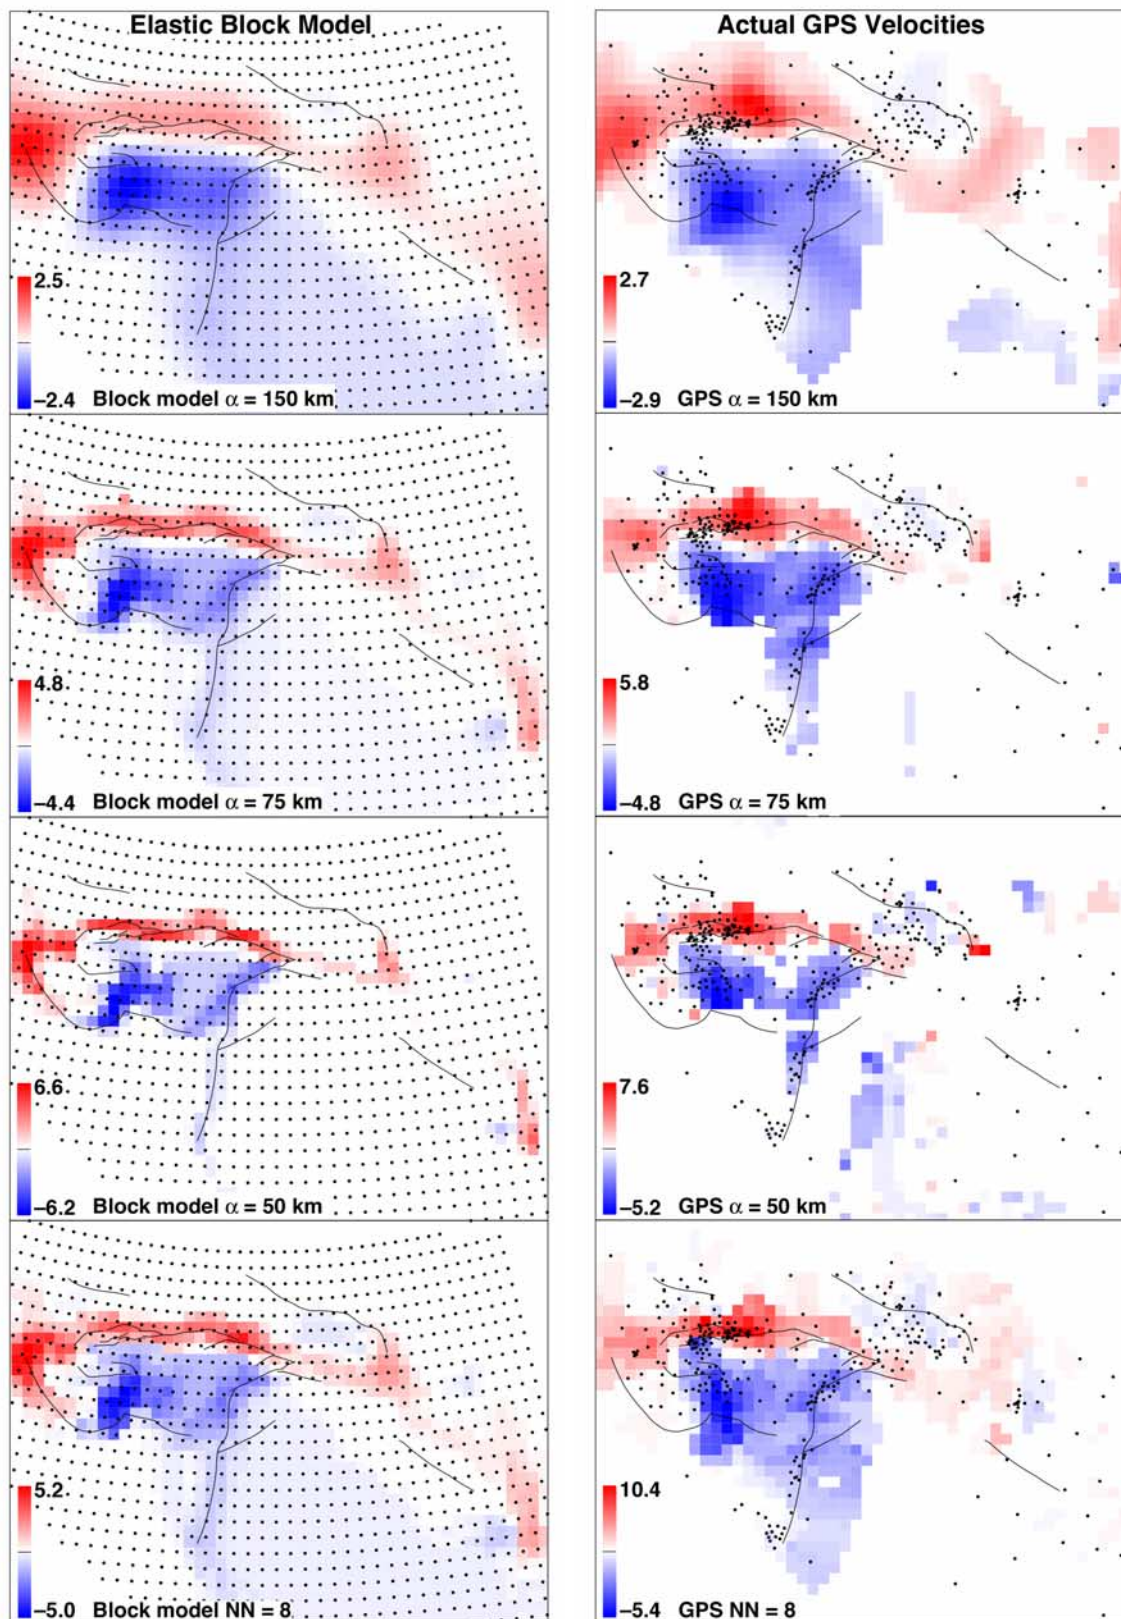 Elastic Block Model
Actual GPS Velocities
2.5
−2.4 Block model α = 150 km
2.7
−2.9 GPS α = 150 km
4.8
−4.4 Block model α = 75 km
5.8
−4.8 GPS α = 75 km
6.6
−6.2 Block model α = 50 km
7.6
−5.2 GPS α = 50 km
5.2
−5.0 Block model NN = 8
10.4
−5.4 GPS NN = 8